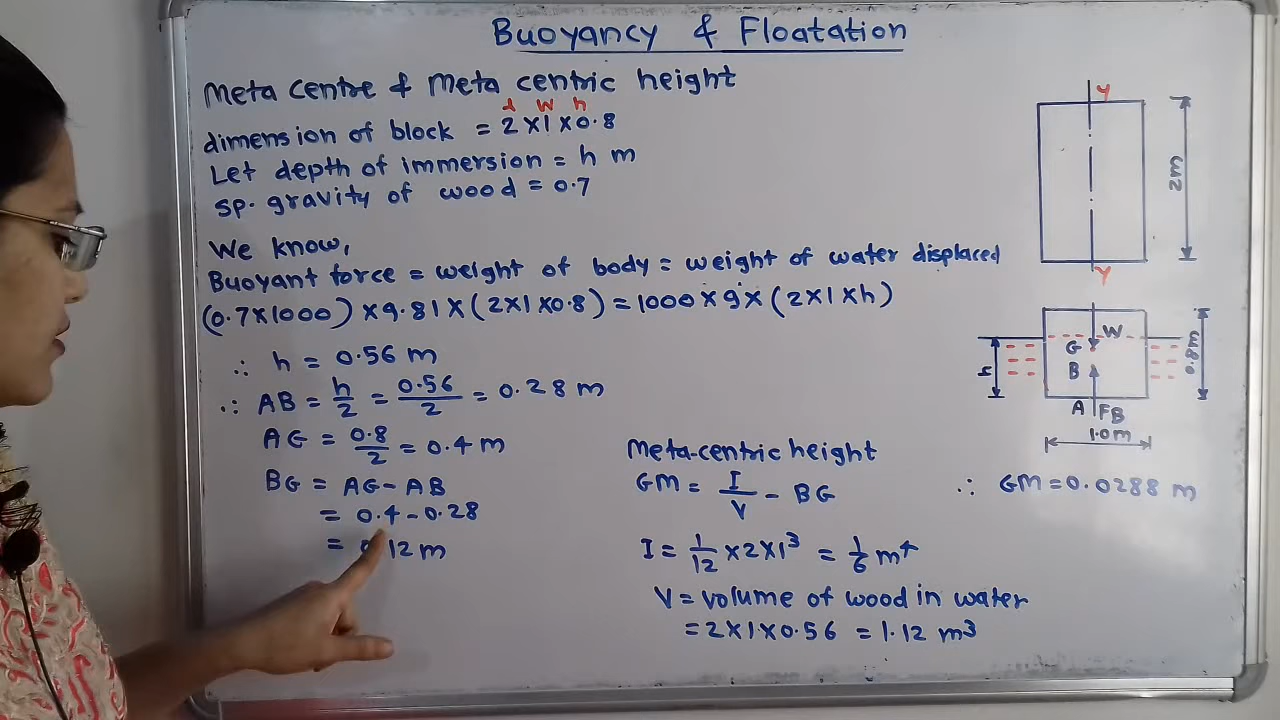 Buoyancy & Floatation
Meta centre & Meta centric height
d w h
dimension of block = 2 X 1 X 0.8
Let depth of immersion = h m
sp. gravity of wood = 0.7
We know,
Buoyant force = weight of body = weight of water displaced
(0.7X1000) X 9.81 X (2X1X0.8) = 1000 X 9 X (2X1Xh)
∴ h = 0.56 m
∴ AB = h/2 = 0.56/2 = 0.28 m
AG = 0.8/2 = 0.4 m
BG = AG - AB
= 0.4 - 0.28
= 0.12 m
Meta-centric height
GM = I/V - BG
I = 1/12 X 2 X 1³ = 1/6 m⁴
V = volume of wood in water
= 2 X 1 X 0.56 = 1.12 m³
∴ GM = 0.0288 m
Y
2m
Y
W
G
B
h
0.8m
A
FB
1.0m